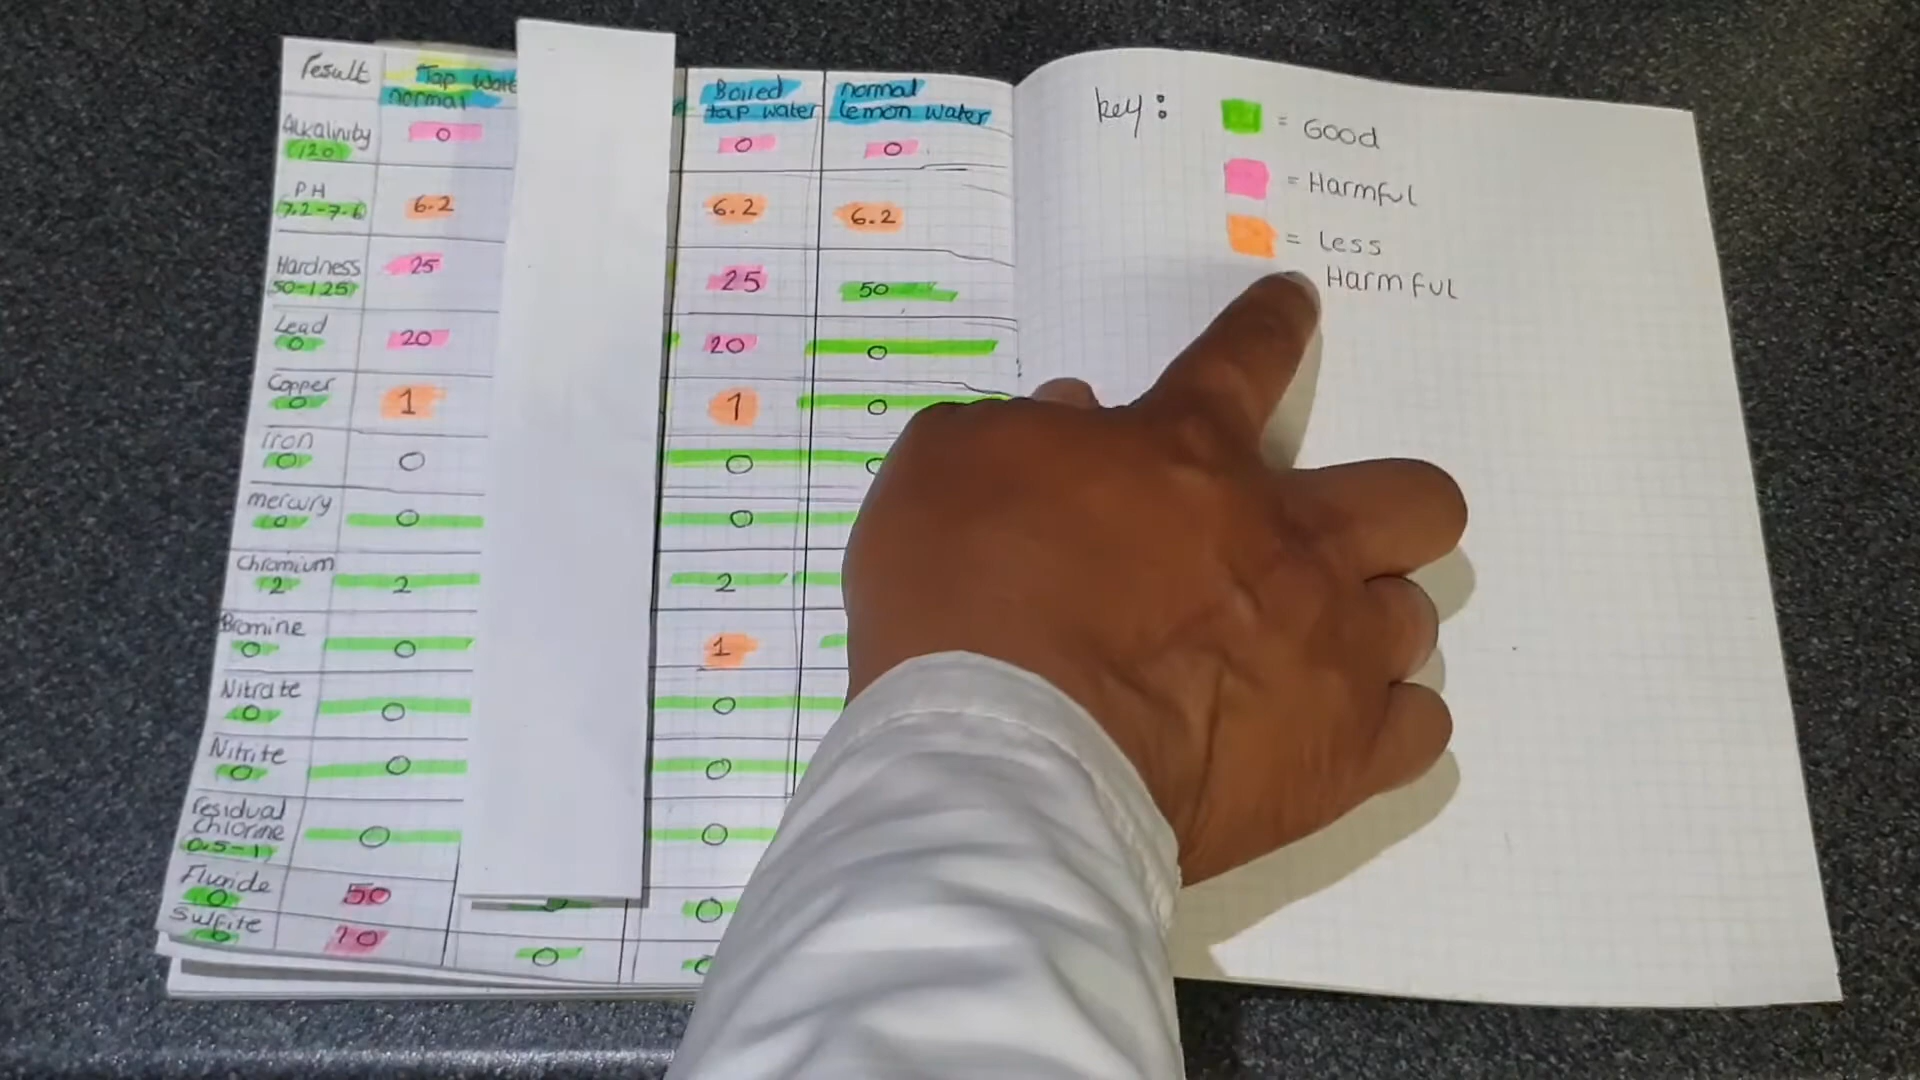 result
Tap wate
normal
Boiled
tap water
normal
lemon water
Alkalinity
120
0
0
0
PH
7.2-7.6
6.2
6.2
6.2
Hardness
50-125
25
25
50
Lead
0
20
20
0
Copper
0
1
1
0
iron
0
0
0
0
mercury
0
0
0
Chromium
2
2
2
Bromine
0
0
1
Nitrate
0
0
0
Nitrite
0
0
0
residual
Chlorine
0.5-1
0
0
Fluoride
0
50
0
Sulfite
0
0
0
key:
= Good
= Harmful
= Less
Harmful